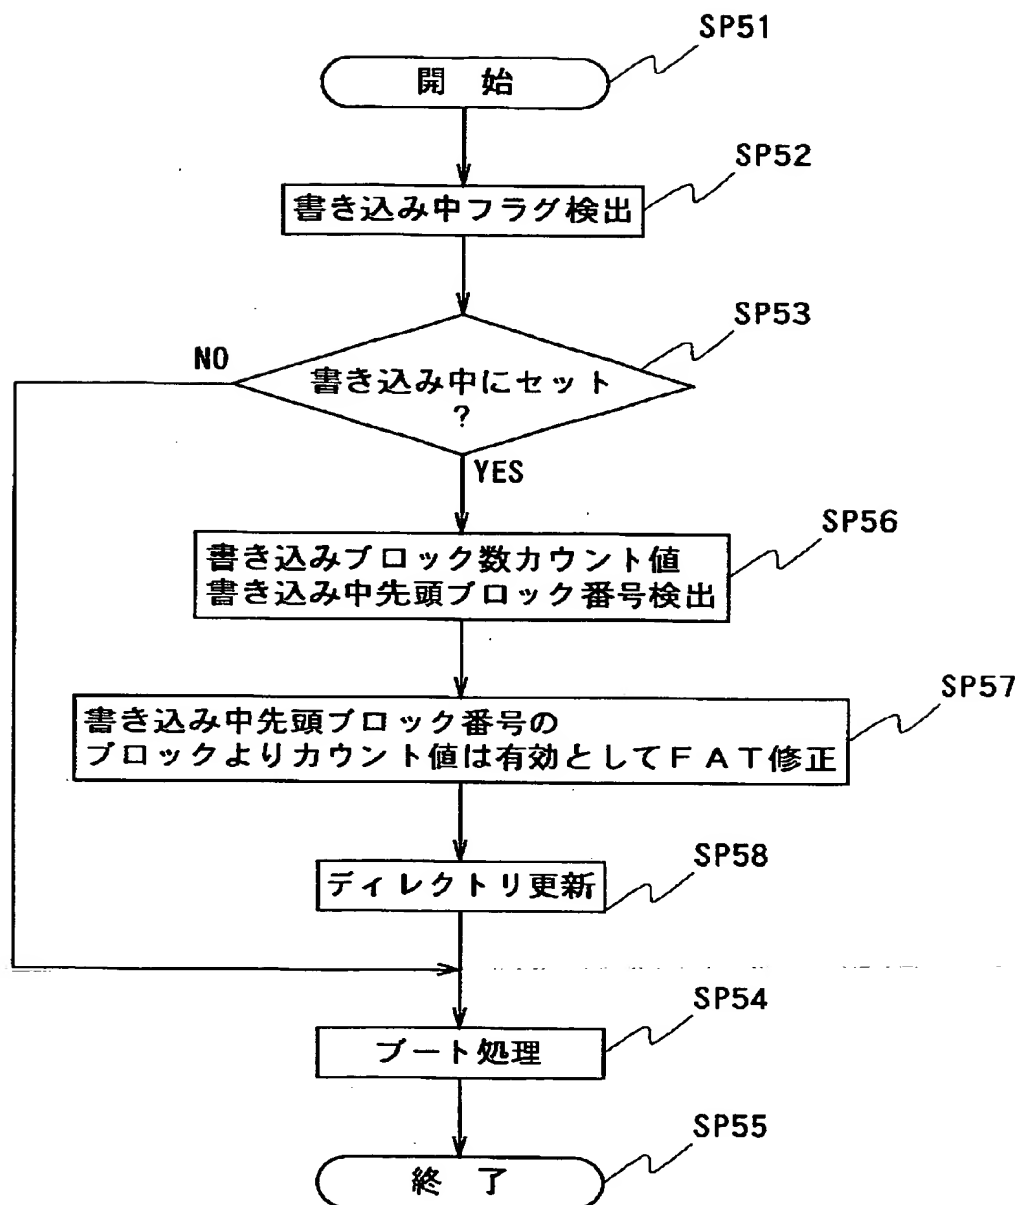 SP51
開 始
SP52
書き込み中フラグ検出
SP53
NO
書き込み中にセット
?
YES
SP56
書き込みブロック数カウント値
書き込み中先頭ブロック番号検出
SP57
書き込み中先頭ブロック番号の
ブロックよりカウント値は有効としてFAT修正
SP58
ディレクトリ更新
SP54
ブート処理
SP55
終 了